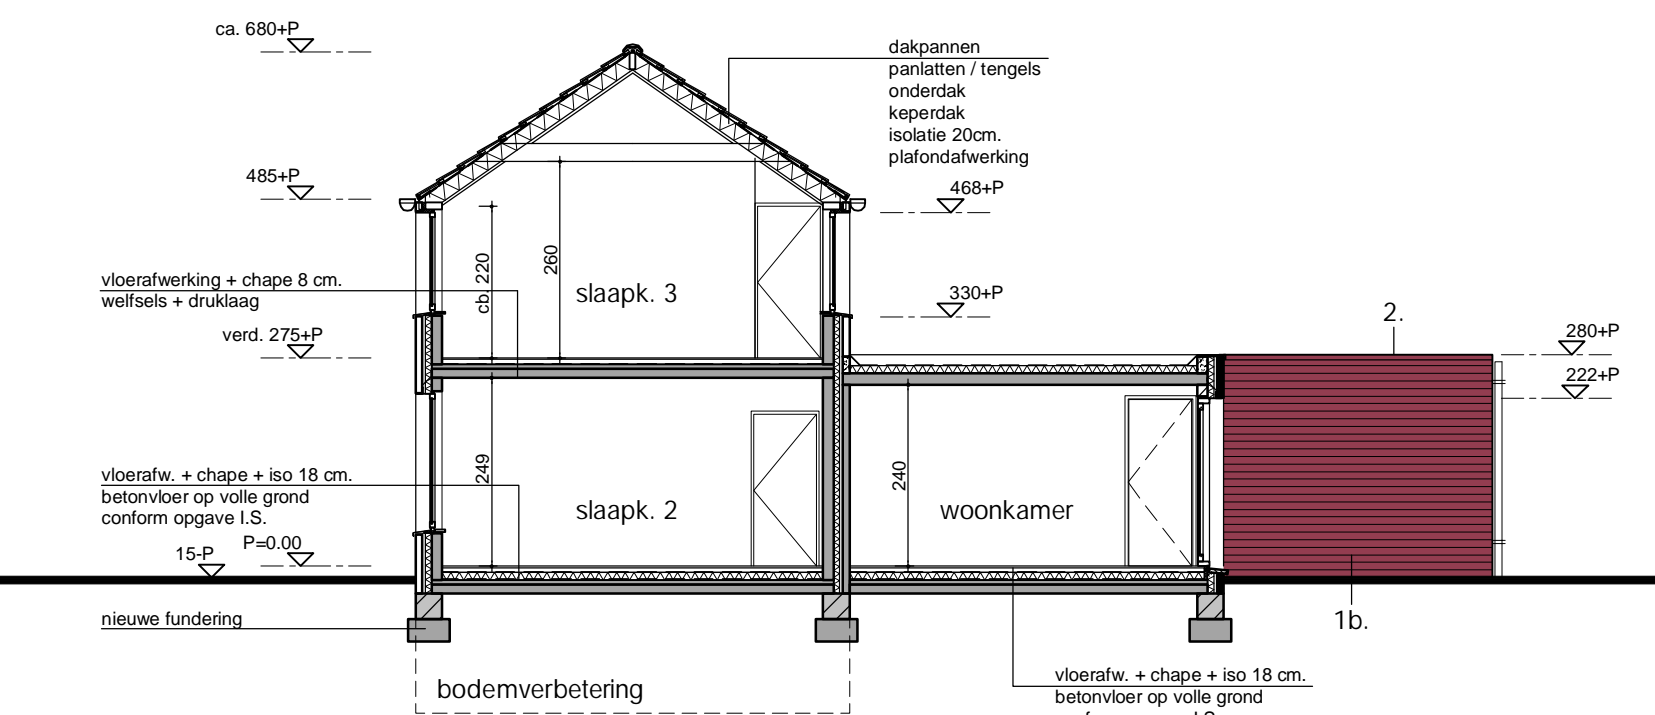 ca. 680+P
dakpannen
panlatten / tengels
onderdak
keperdak
isolatie 20cm.
plafondafwerking
485+P
468+P
vloerafwerking + chape 8 cm.
welfsels + druklaag
cb. 220
260
slaapk. 3
330+P
2.
verd. 275+P
280+P
222+P
vloerafw. + chape + iso 18 cm.
betonvloer op volle grond
conform opgave I.S.
249
slaapk. 2
240
woonkamer
P=0.00
15-P
nieuwe fundering
1b.
bodemverbetering
vloerafw. + chape + iso 18 cm.
betonvloer op volle grond